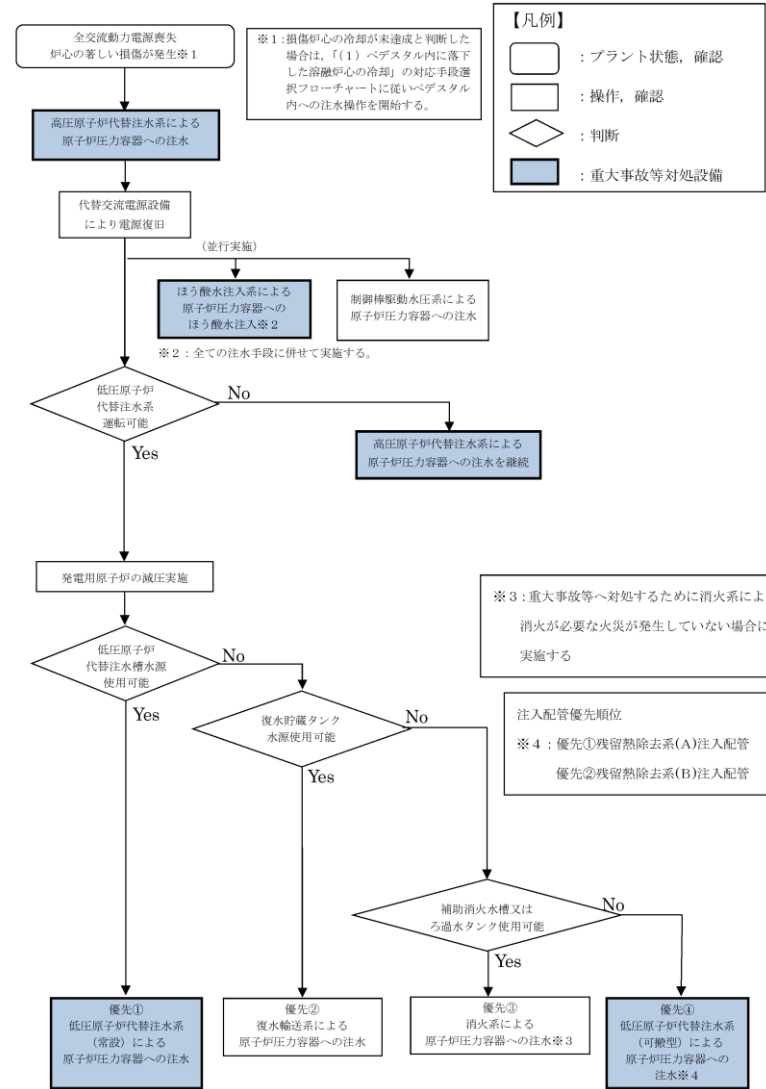 全交流動力電源喪失
炉心の著しい損傷が発生※1
※1：損傷炉心の冷却が未達成と判断した
場合は，「(1) ペデスタル内に落下
した溶融炉心の冷却」の対応手段選
択フローチャートに従いペデスタル
内への注水操作を開始する。
【凡例】
：プラント状態，確認
：操作，確認
：判断
：重大事故等対処設備
高圧原子炉代替注水系による
原子炉圧力容器への注水
代替交流電源設備
により電源復旧
(並行実施)
ほう酸水注入系による
原子炉圧力容器への
ほう酸水注入※2
制御棒駆動水圧系による
原子炉圧力容器への注水
※2：全ての注水手段に併せて実施する。
低圧原子炉
代替注水系
運転可能
No
Yes
高圧原子炉代替注水系による
原子炉圧力容器への注水を継続
発電用原子炉の減圧実施
※3：重大事故等へ対処するために消火系によ
消火が必要な火災が発生していない場合に
実施する
低圧原子炉
代替注水槽水源
使用可能
No
Yes
復水貯蔵タンク
水源使用可能
No
Yes
注入配管優先順位
※4：優先①残留熱除去系(A)注入配管
優先②残留熱除去系(B)注入配管
補助消火水槽又は
ろ過水タンク使用可能
No
Yes
優先①
低圧原子炉代替注水系
(常設) による
原子炉圧力容器への注水
優先②
復水輸送系による
原子炉圧力容器への注水
優先③
消火系による
原子炉圧力容器への注水※3
優先④
低圧原子炉代替注水系
(可搬型) による
原子炉圧力容器への
注水※4